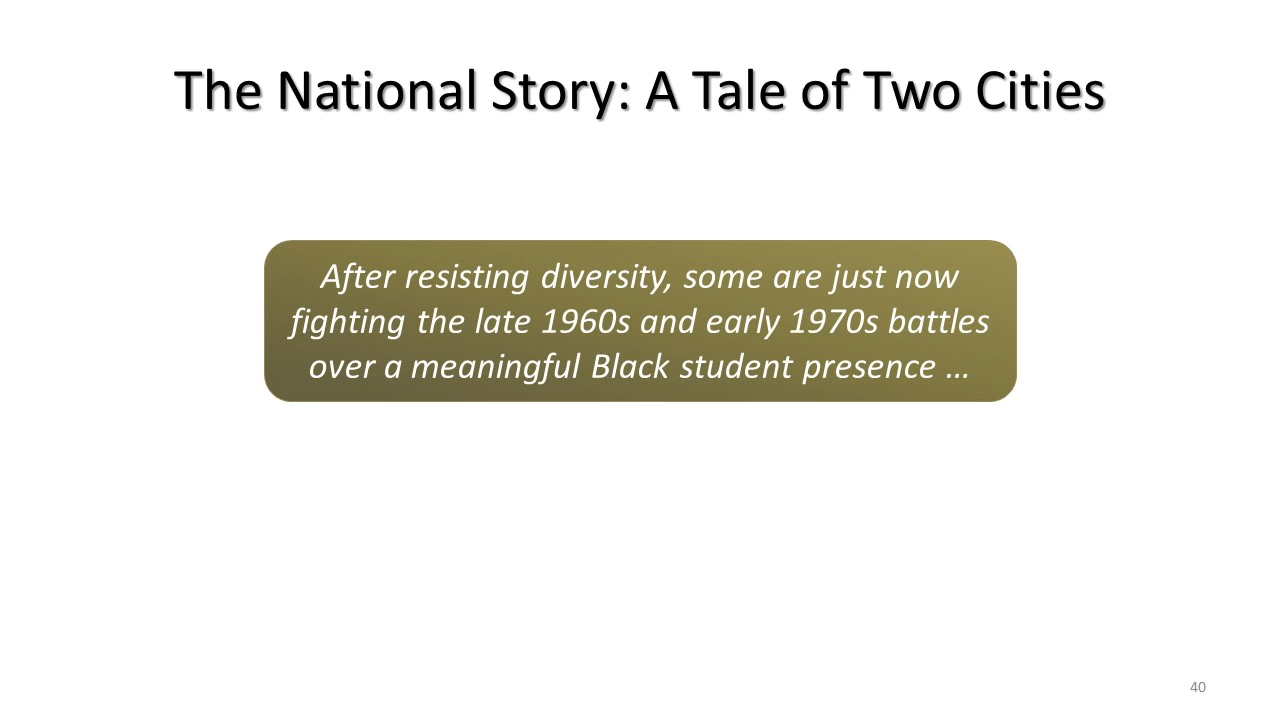 The National Story: A Tale of Two Cities
After resisting diversity, some are just now
fighting the late 1960s and early 1970s battles
over a meaningful Black student presence …
40